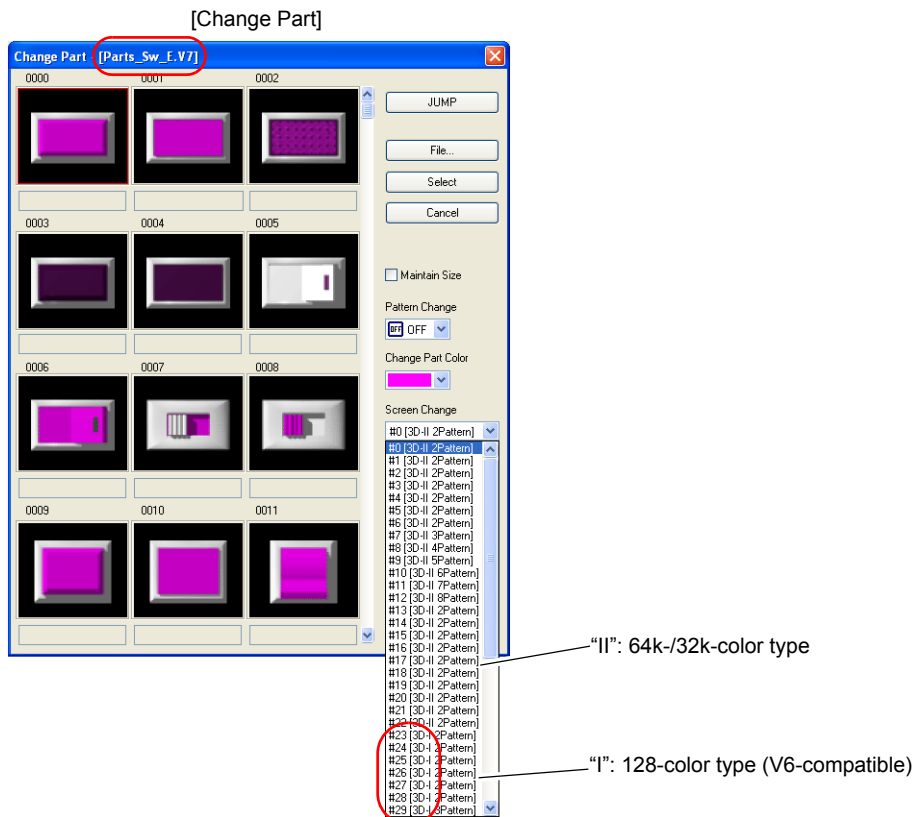 [Change Part]
Change Part - [Parts_Sw_E.V7]
0000 0001 0002
JUMP
File...
Select
Cancel
0003 0004 0005
Maintain Size
Pattern Change
OFF OFF
Change Part Color
0006 0007 0008
Screen Change
#0 [3D-II 2Pattern]
#0 [3D-II 2Pattern]
#1 [3D-II 2Pattern]
#2 [3D-II 2Pattern]
#3 [3D-II 2Pattern]
#4 [3D-II 2Pattern]
#5 [3D-II 2Pattern]
#6 [3D-II 2Pattern]
#7 [3D-II 3Pattern]
#8 [3D-II 4Pattern]
#9 [3D-II 5Pattern]
#10 [3D-II 6Pattern]
#11 [3D-II 7Pattern]
#12 [3D-II 8Pattern]
#13 [3D-II 2Pattern]
#14 [3D-II 2Pattern]
#15 [3D-II 2Pattern]
#16 [3D-II 2Pattern]
#17 [3D-II 2Pattern]
#18 [3D-II 2Pattern]
#19 [3D-II 2Pattern]
#20 [3D-II 2Pattern]
#21 [3D-II 2Pattern]
#22 [3D-II 2Pattern]
#23 [3D-I 2Pattern]
#24 [3D-I 2Pattern]
#25 [3D-I 2Pattern]
#26 [3D-I 2Pattern]
#27 [3D-I 2Pattern]
#28 [3D-I 2Pattern]
#29 [3D-I 3Pattern]
0009 0010 0011
“II”: 64k-/32k-color type
“I”: 128-color type (V6-compatible)